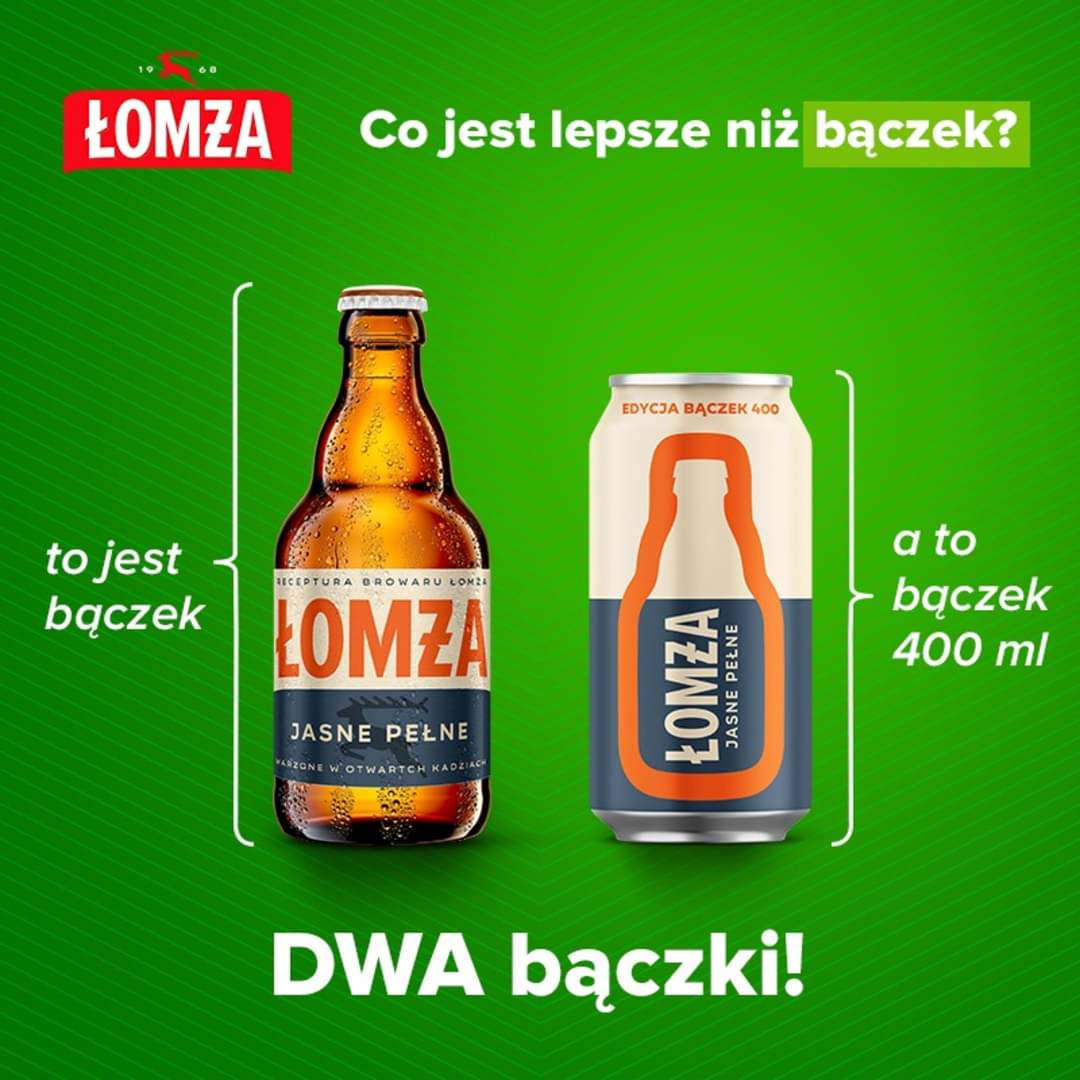 19 68
ŁOMŻA
Co jest lepsze niż bączek?
to jest
bączek
RECEPTURA BROWARU ŁOMŻA
ŁOMŻA
JASNE PEŁNE
WARZONE W OTWARTCH KADZIACH
EDYCJA BĄCZEK 400
ŁOMŻA
JASNE PEŁNE
a to
bączek
400 ml
DWA bączki!